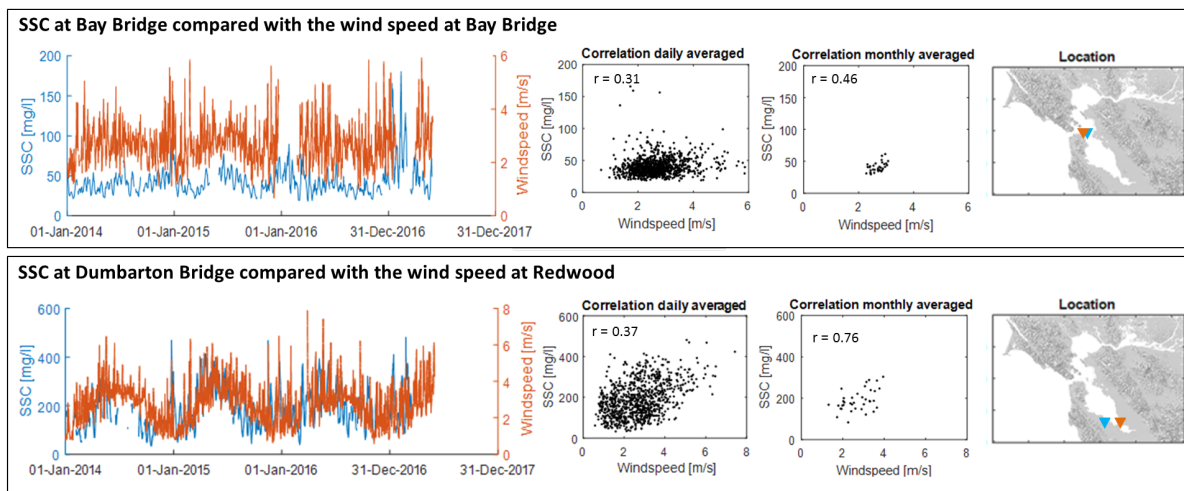 SSC at Bay Bridge compared with the wind speed at Bay Bridge
200
150
100
50
0
SSC [mg/l]
6
4
2
0
Windspeed [m/s]
01-Jan-2014 01-Jan-2015 01-Jan-2016 31-Dec-2016 31-Dec-2017
Correlation daily averaged
r = 0.31
200
150
100
50
0
SSC [mg/l]
0 2 4 6
Windspeed [m/s]
Correlation monthly averaged
r = 0.46
200
150
100
50
0
SSC [mg/l]
0 2 4 6
Windspeed [m/s]
Location
SSC at Dumbarton Bridge compared with the wind speed at Redwood
600
400
200
0
SSC [mg/l]
8
6
4
2
0
Windspeed [m/s]
01-Jan-2014 01-Jan-2015 01-Jan-2016 31-Dec-2016 31-Dec-2017
Correlation daily averaged
r = 0.37
600
400
200
0
SSC [mg/l]
0 2 4 6 8
Windspeed [m/s]
Correlation monthly averaged
r = 0.76
600
400
200
0
SSC [mg/l]
0 2 4 6 8
Windspeed [m/s]
Location